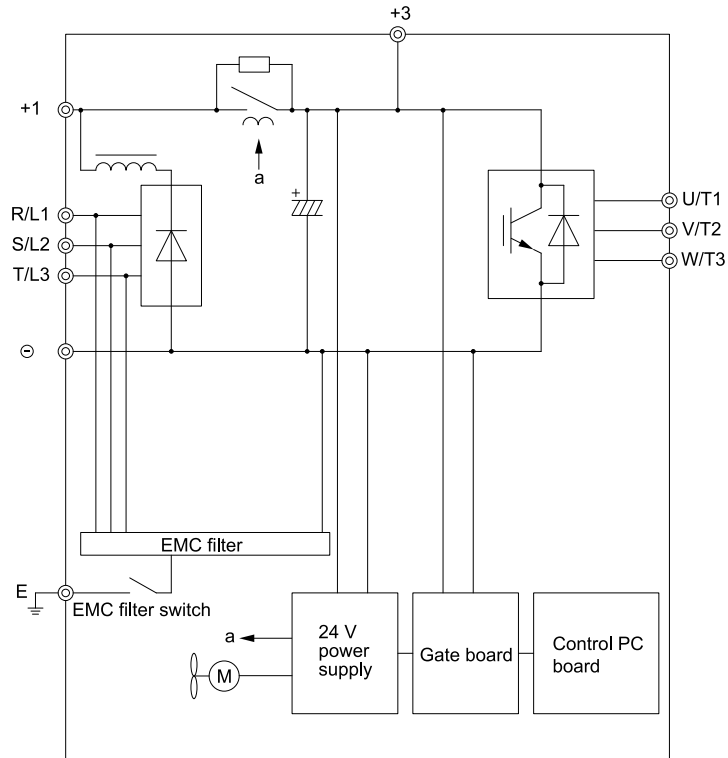 +3
+1
a
+
R/L1
S/L2
T/L3
U/T1
V/T2
W/T3
⊖
EMC filter
E
EMC filter switch
a
M
24 V
power
supply
Gate board
Control PC
board